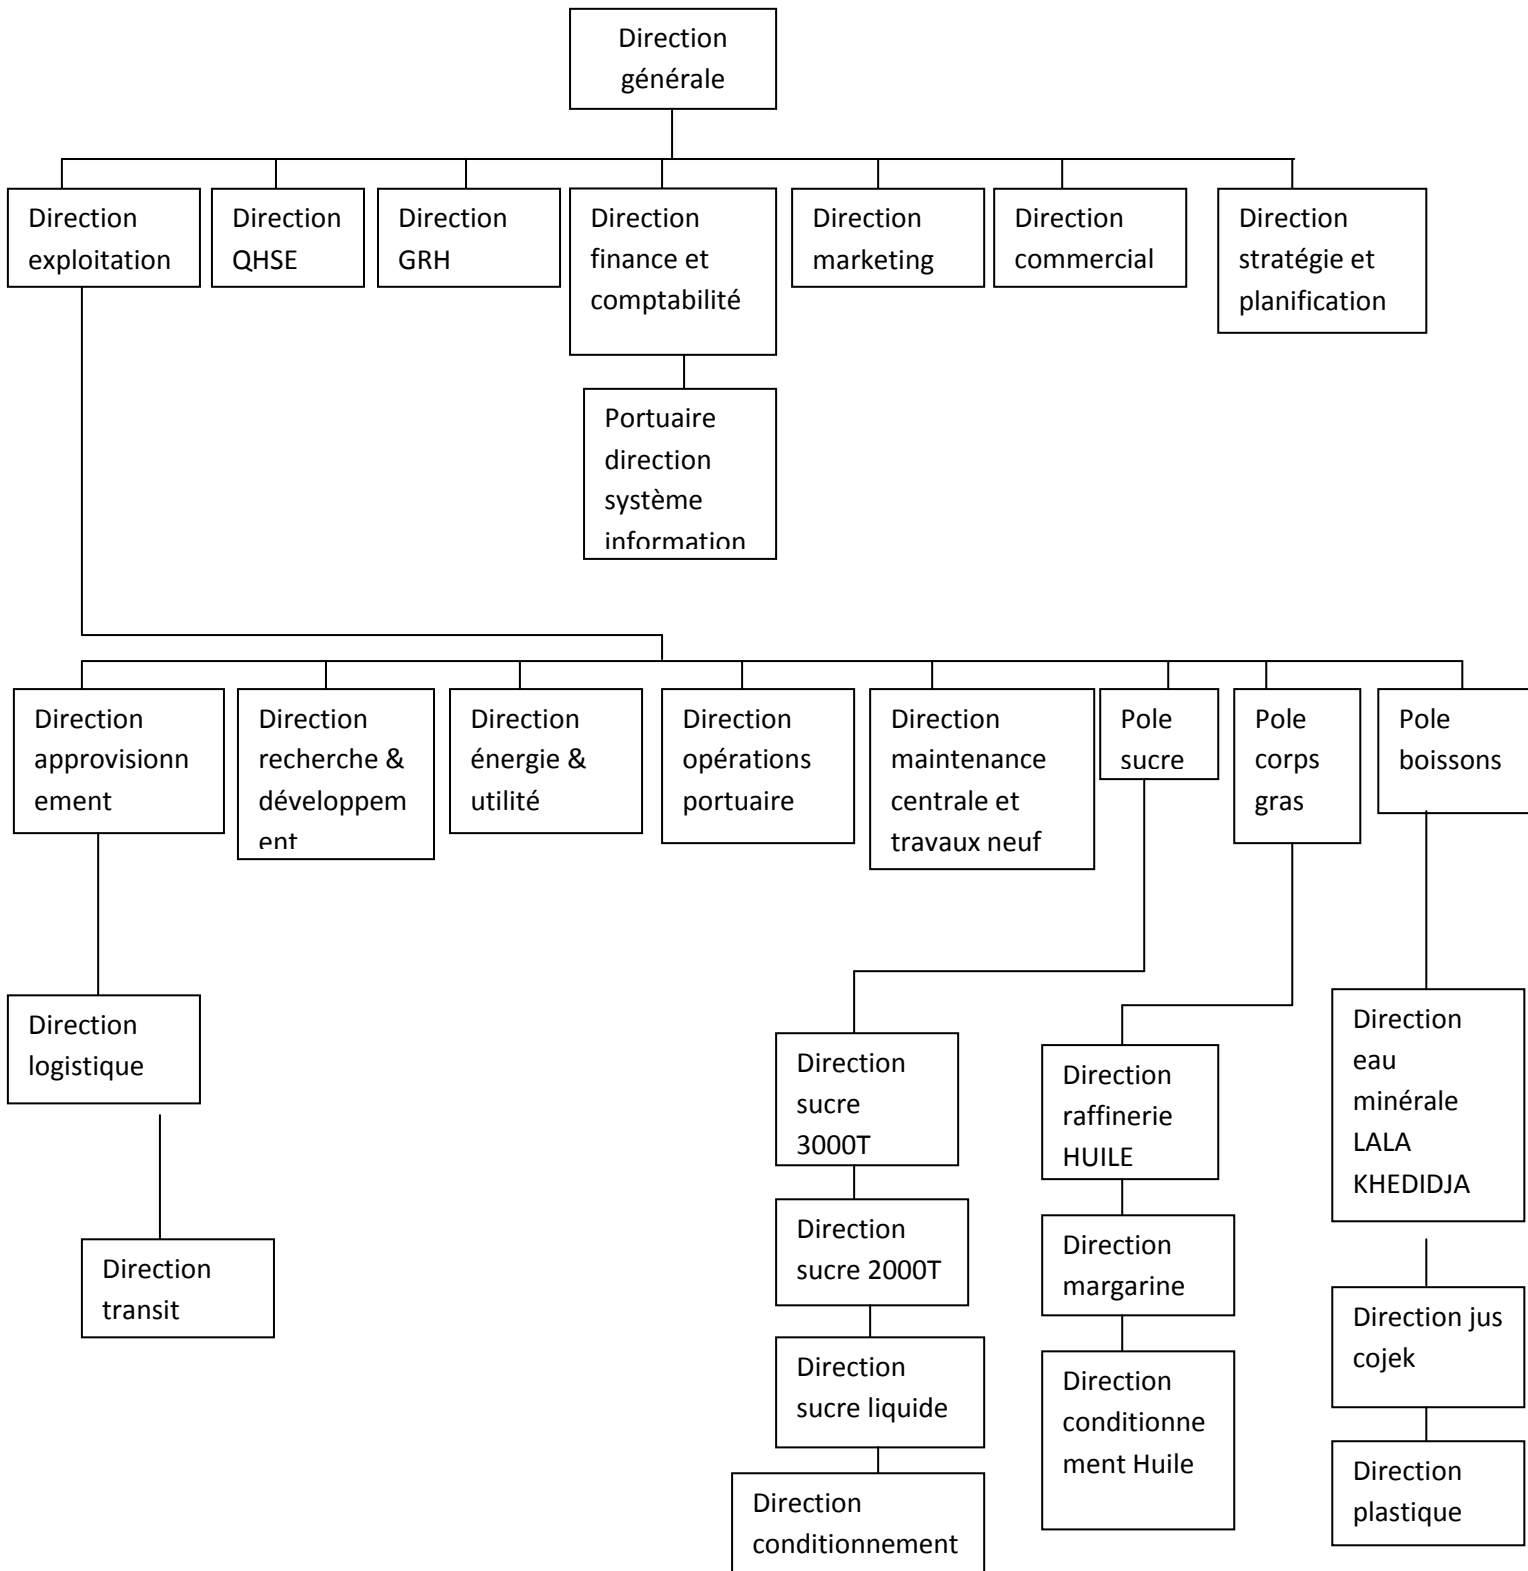 Direction
générale
Direction
exploitation
Direction
QHSE
Direction
GRH
Direction
finance et
comptabilité
Direction
marketing
Direction
commercial
Direction
stratégie et
planification
Portuaire
direction
système
information
Direction
approvisionn
ement
Direction
recherche &
développem
ent
Direction
énergie &
utilité
Direction
opérations
portuaire
Direction
maintenance
centrale et
travaux neuf
Pole
sucre
Pole
corps
gras
Pole
boissons
Direction
logistique
Direction
transit
Direction
sucre
3000T
Direction
sucre 2000T
Direction
sucre liquide
Direction
conditionnement
Direction
raffinerie
HUILE
Direction
margarine
Direction
conditionne
ment Huile
Direction
eau
minérale
LALA
KHEDIDJA
Direction jus
cojek
Direction
plastique